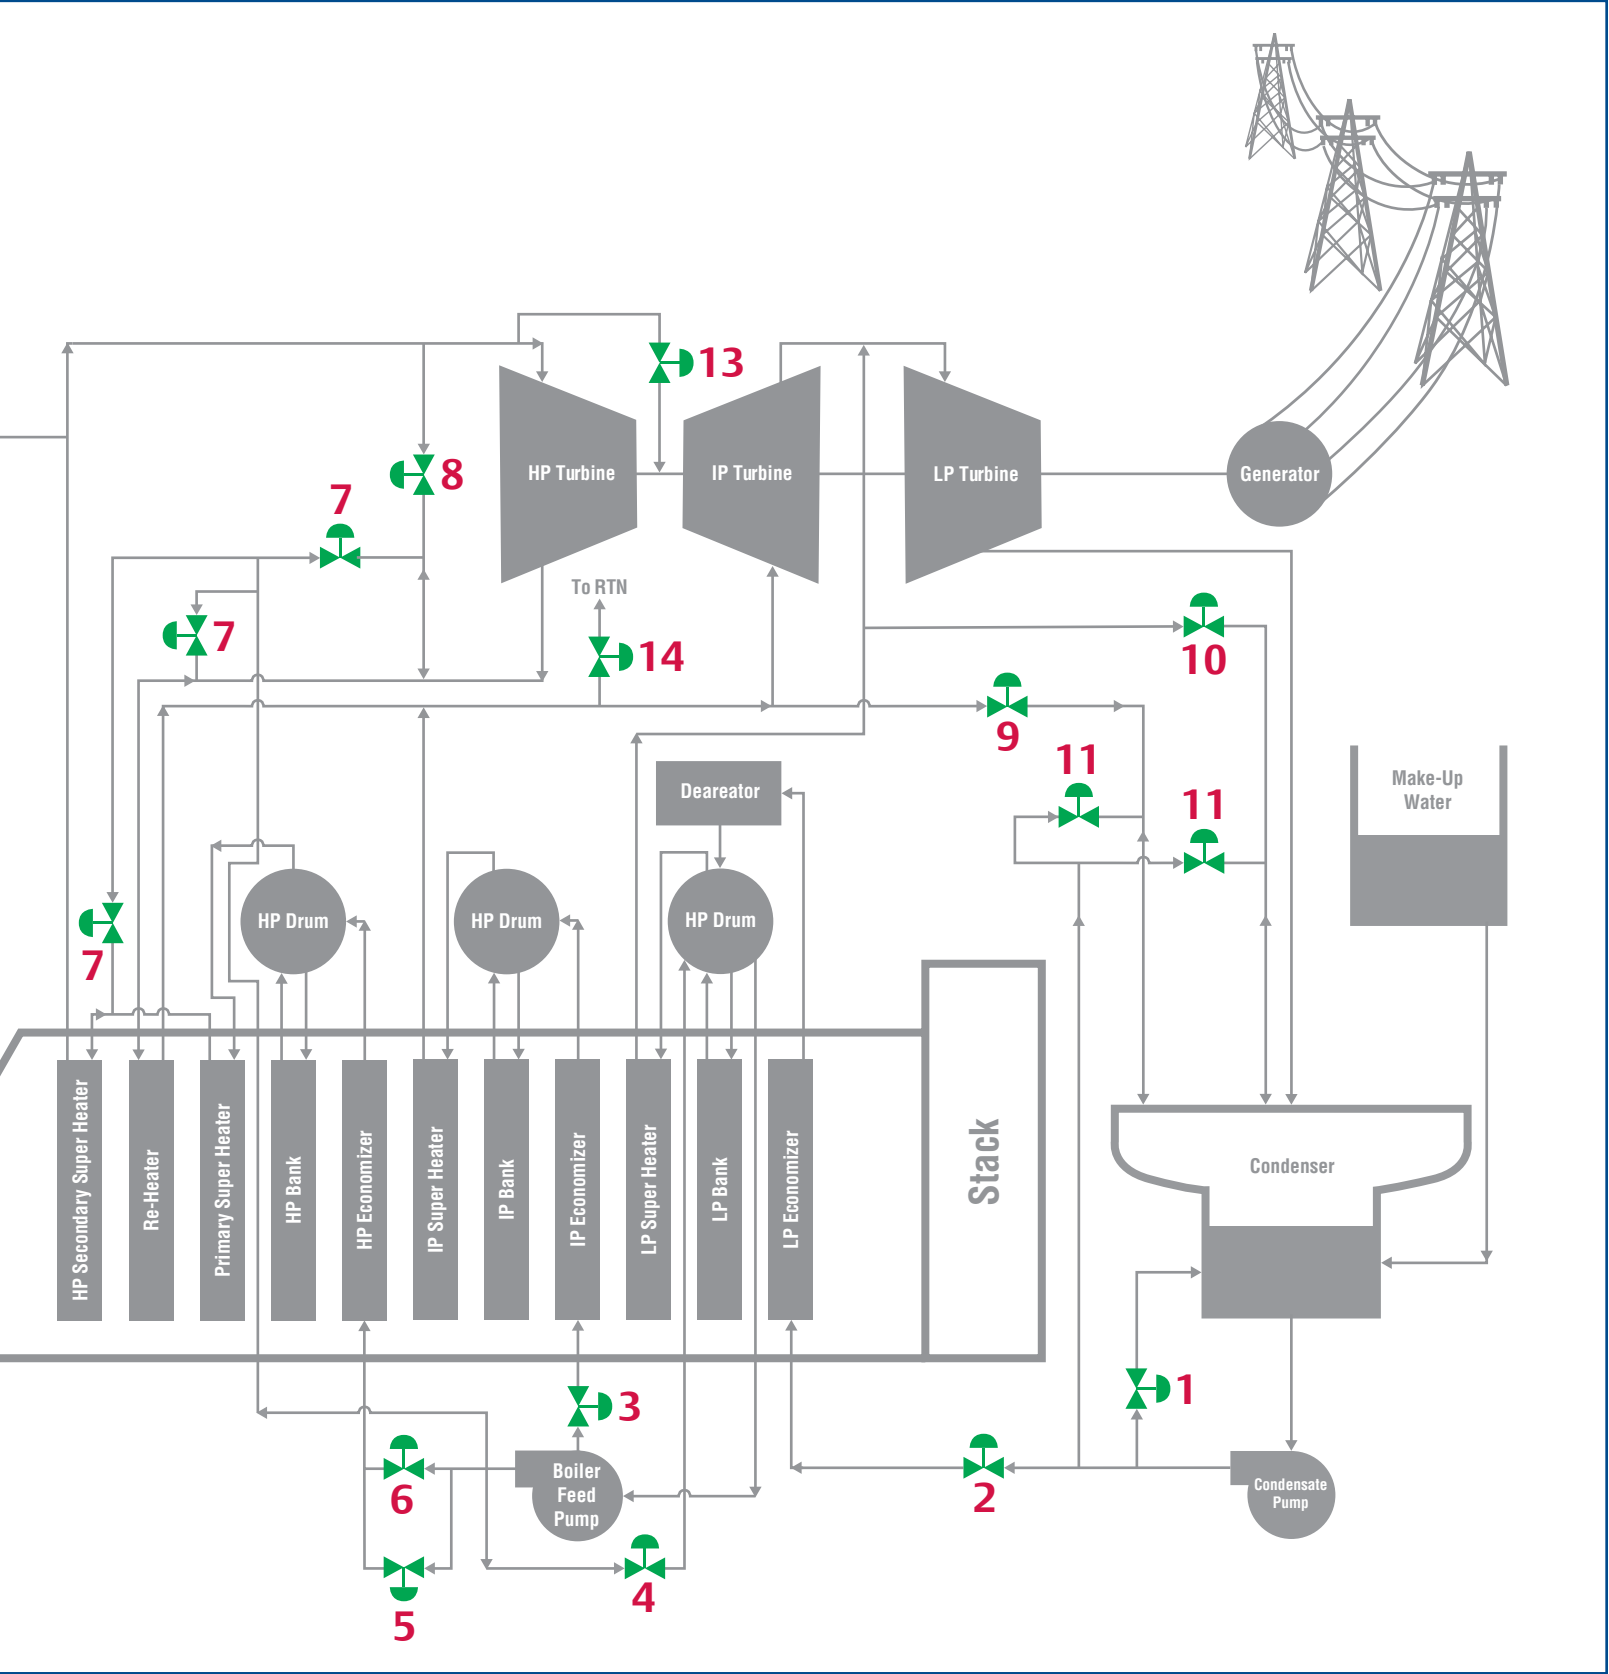 13
8
HP Turbine
IP Turbine
LP Turbine
Generator
7
To RTN
7
14
10
9
11
11
Deareator
Make-Up
Water
HP Drum
HP Drum
HP Drum
7
HP Secondary Super Heater
Re-Heater
Primary Super Heater
HP Bank
HP Economizer
IP Super Heater
IP Bank
IP Economizer
LP Super Heater
LP Bank
LP Economizer
Stack
Condenser
1
3
2
6
Boiler
Feed
Pump
Condensate
Pump
4
5